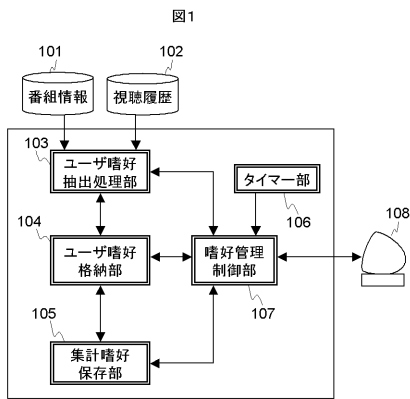 図1
101
102
番組情報
視聴履歴
103
ユーザ嗜好
抽出処理部
タイマー部
106
104
ユーザ嗜好
格納部
嗜好管理
制御部
107
108
105
集計嗜好
保存部